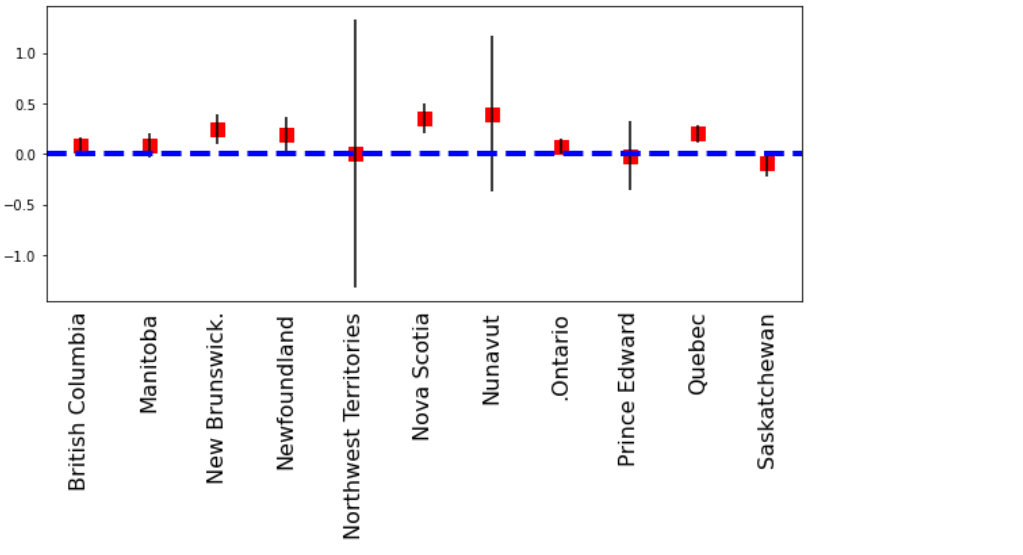 1.0
0.5
0.0
−0.5
−1.0
British Columbia
Manitoba
New Brunswick.
Newfoundland
Northwest Territories
Nova Scotia
Nunavut
.Ontario
Prince Edward
Quebec
Saskatchewan